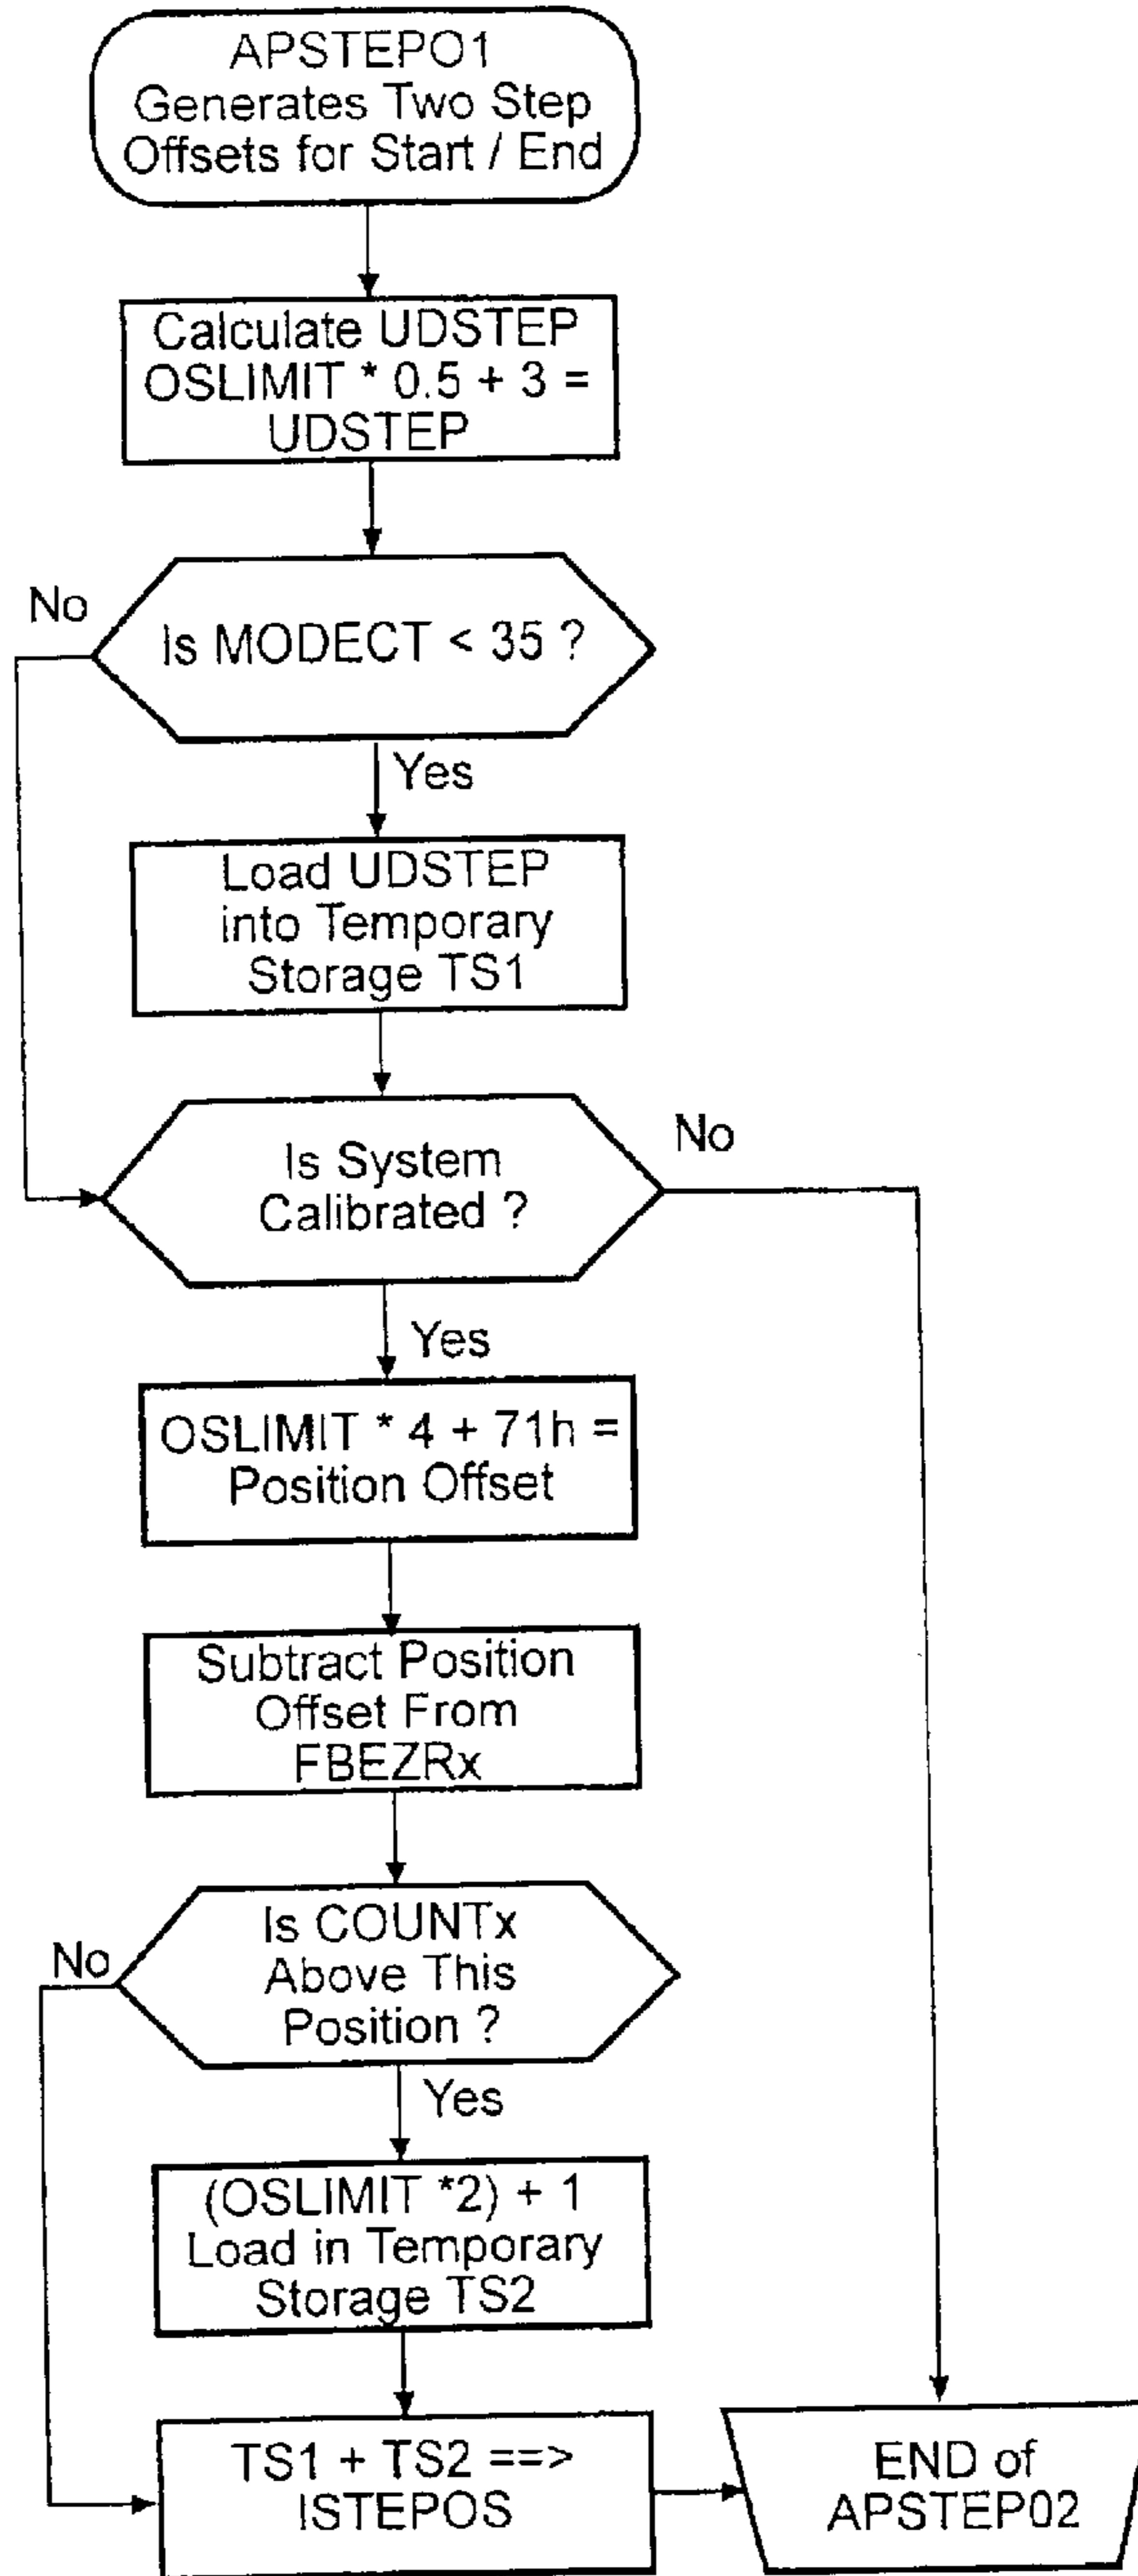 APSTEPO1
Generates Two Step
Offsets for Start / End
Calculate UDSTEP
OSLIMIT * 0.5 + 3 =
UDSTEP
No
Is MODECT < 35 ?
Yes
Load UDSTEP
into Temporary
Storage TS1
Is System
Calibrated ?
No
Yes
OSLIMIT * 4 + 71h =
Position Offset
Subtract Position
Offset From
FBEZRx
Is COUNTx
Above This
Position ?
No
Yes
(OSLIMIT *2) + 1
Load in Temporary
Storage TS2
TS1 + TS2 ==>
ISTEPOS
END of
APSTEP02